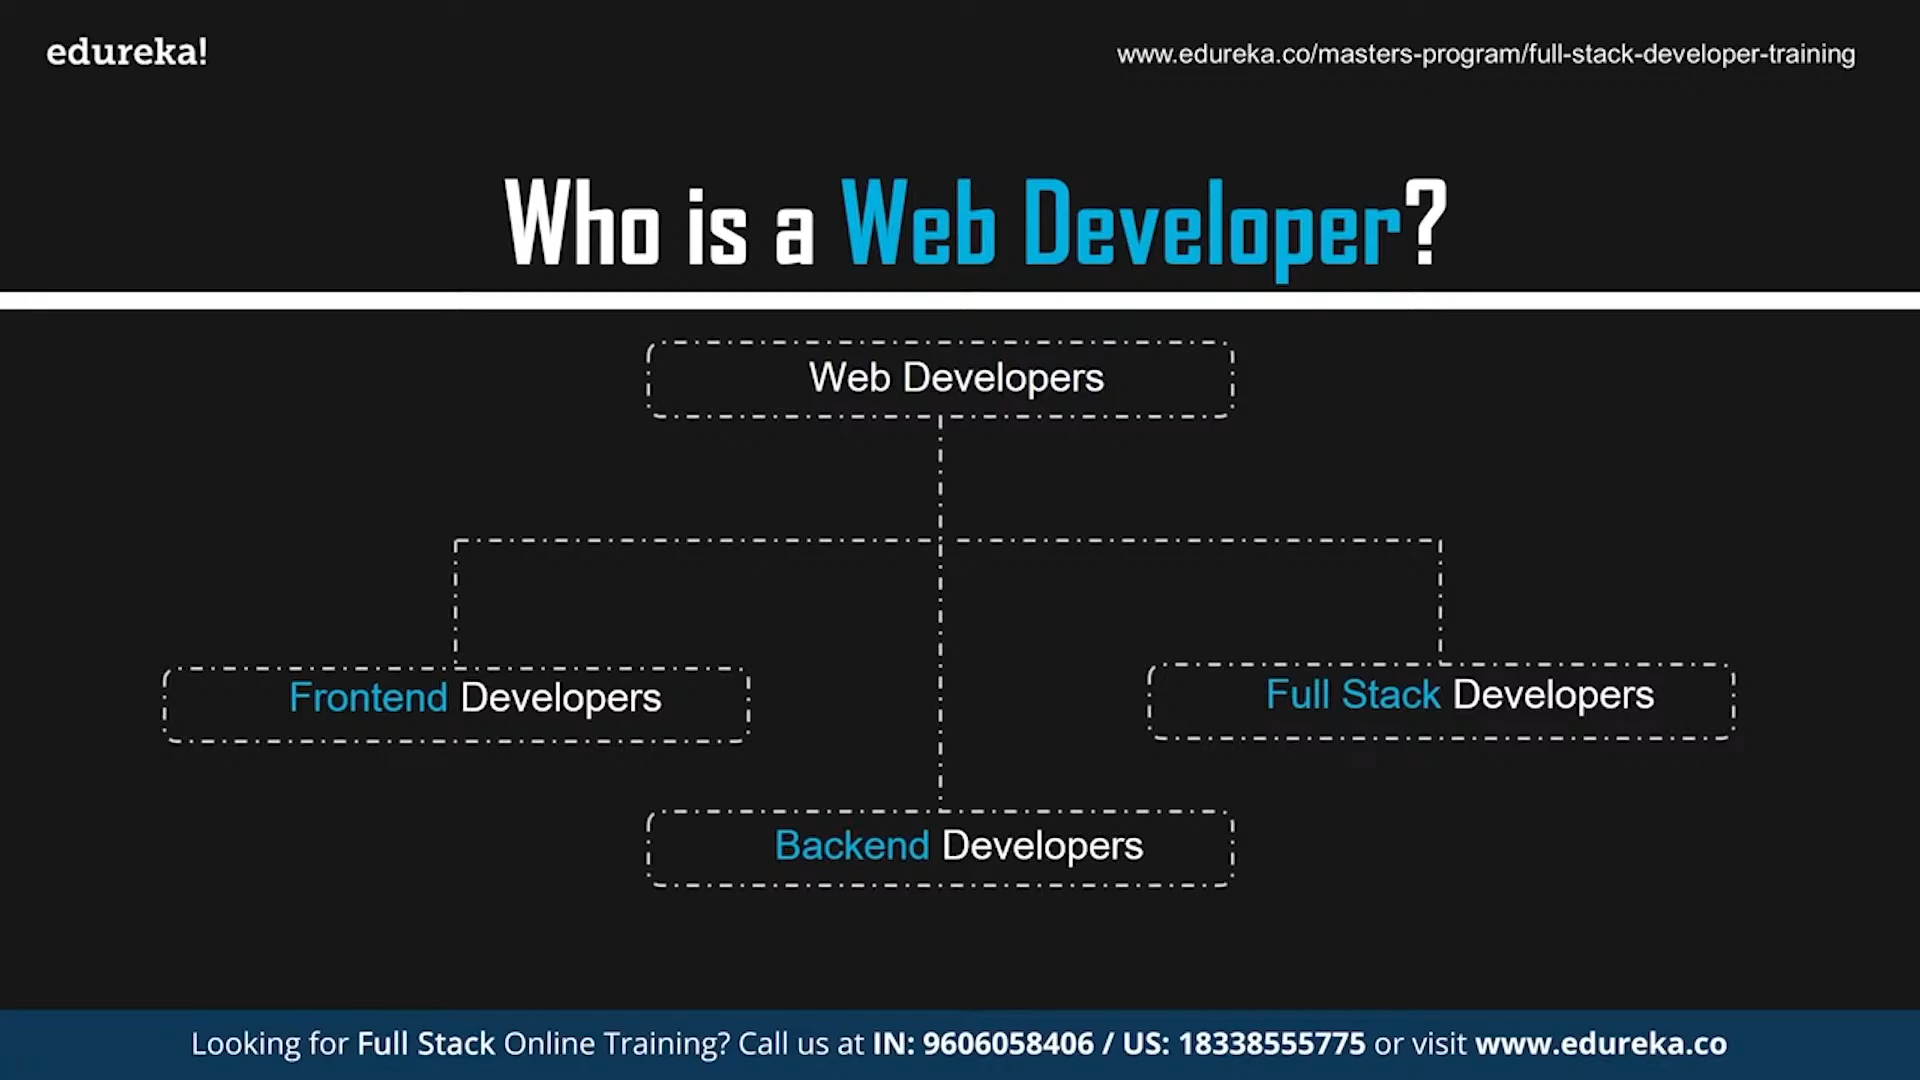 edureka!
www.edureka.co/masters-program/full-stack-developer-training
Who is a Web Developer?
Web Developers
Frontend Developers
Full Stack Developers
Backend Developers
Looking for Full Stack Online Training? Call us at IN: 9606058406 / US: 18338555775 or visit www.edureka.co